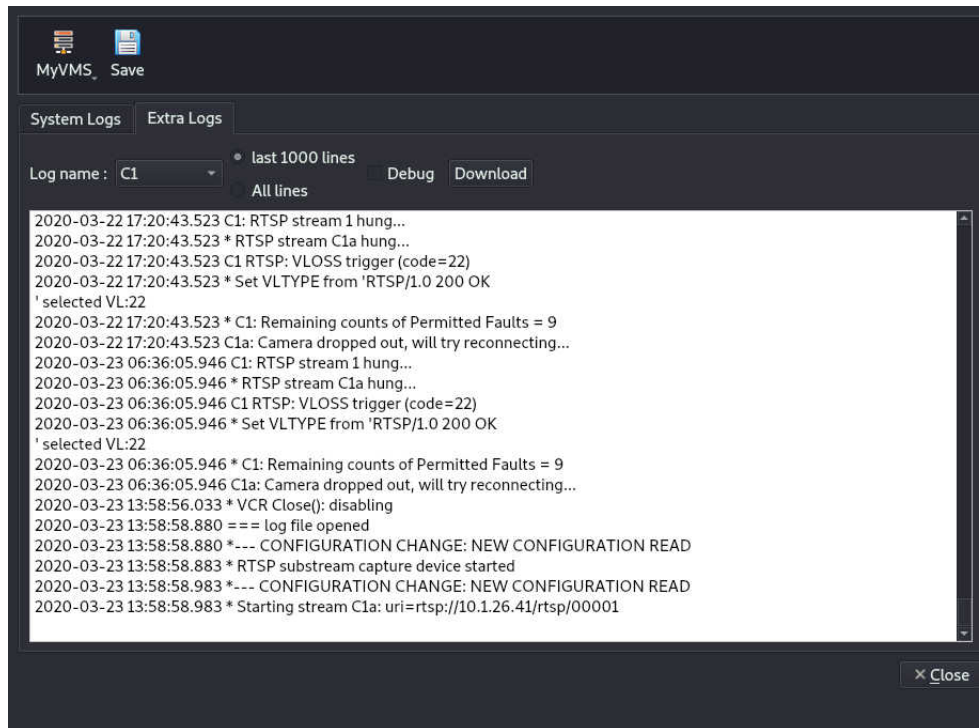 MyVMS Save
System Logs Extra Logs
Log name : C1 last 1000 lines
All lines
Debug Download
2020-03-22 17:20:43.523 C1: RTSP stream 1 hung...
2020-03-22 17:20:43.523 * RTSP stream C1a hung...
2020-03-22 17:20:43.523 C1 RTSP: VLOSS trigger (code=22)
2020-03-22 17:20:43.523 * Set VLTYPE from 'RTSP/1.0 200 OK
' selected VL:22
2020-03-22 17:20:43.523 * C1: Remaining counts of Permitted Faults = 9
2020-03-22 17:20:43.523 C1a: Camera dropped out, will try reconnecting...
2020-03-23 06:36:05.946 C1: RTSP stream 1 hung...
2020-03-23 06:36:05.946 * RTSP stream C1a hung...
2020-03-23 06:36:05.946 C1 RTSP: VLOSS trigger (code=22)
2020-03-23 06:36:05.946 * Set VLTYPE from 'RTSP/1.0 200 OK
' selected VL:22
2020-03-23 06:36:05.946 * C1: Remaining counts of Permitted Faults = 9
2020-03-23 06:36:05.946 C1a: Camera dropped out, will try reconnecting...
2020-03-23 13:58:56.033 * VCR Close(): disabling
2020-03-23 13:58:58.880 === log file opened
2020-03-23 13:58:58.880 *--- CONFIGURATION CHANGE: NEW CONFIGURATION READ
2020-03-23 13:58:58.883 * RTSP substream capture device started
2020-03-23 13:58:58.983 *--- CONFIGURATION CHANGE: NEW CONFIGURATION READ
2020-03-23 13:58:58.983 * Starting stream C1a: uri=rtsp://10.1.26.41/rtsp/00001
Close